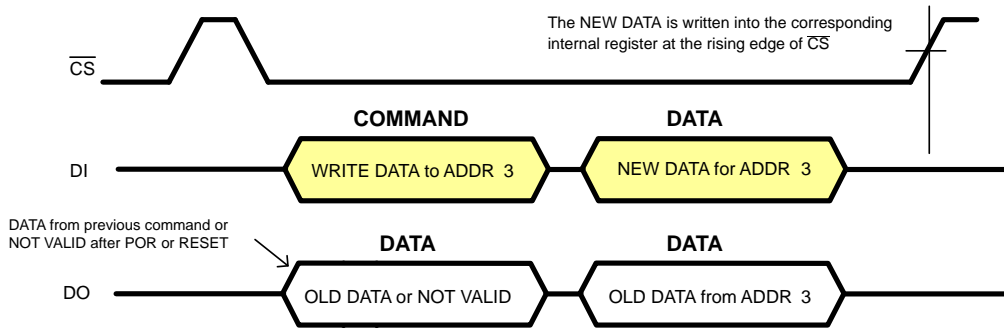 The NEW DATA is written into the corresponding
internal register at the rising edge of CS
CS
COMMAND
DATA
DI
WRITE DATA to ADDR 3
NEW DATA for ADDR 3
DATA from previous command or
NOT VALID after POR or RESET
DATA
DATA
DO
OLD DATA or NOT VALID
OLD DATA from ADDR 3